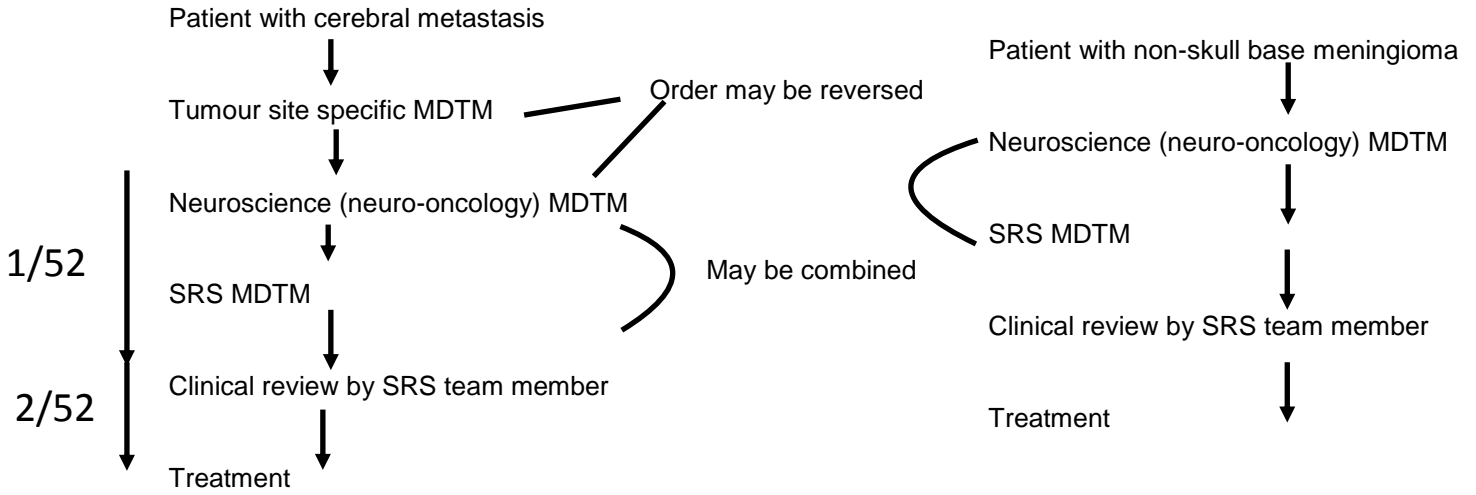 Patient with cerebral metastasis
Tumour site specific MDTM
Order may be reversed
Neuroscience (neuro-oncology) MDTM
1/52
May be combined
SRS MDTM
Clinical review by SRS team member
2/52
Treatment
Patient with non-skull base meningioma
Neuroscience (neuro-oncology) MDTM
SRS MDTM
Clinical review by SRS team member
Treatment